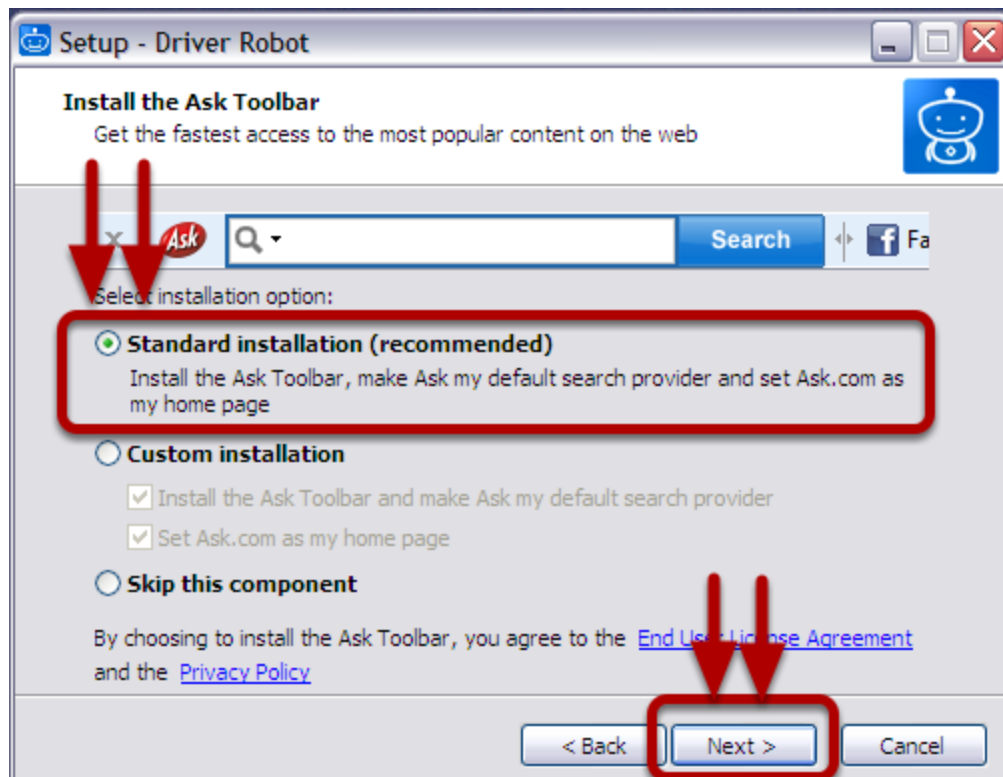 Setup - Driver Robot
Install the Ask Toolbar
Get the fastest access to the most popular content on the web
Ask
Search
Fa
Select installation option:
Standard installation (recommended)
Install the Ask Toolbar, make Ask my default search provider and set Ask.com as
my home page
Custom installation
Install the Ask Toolbar and make Ask my default search provider
Set Ask.com as my home page
Skip this component
By choosing to install the Ask Toolbar, you agree to the End User License Agreement
and the Privacy Policy
< Back Next > Cancel